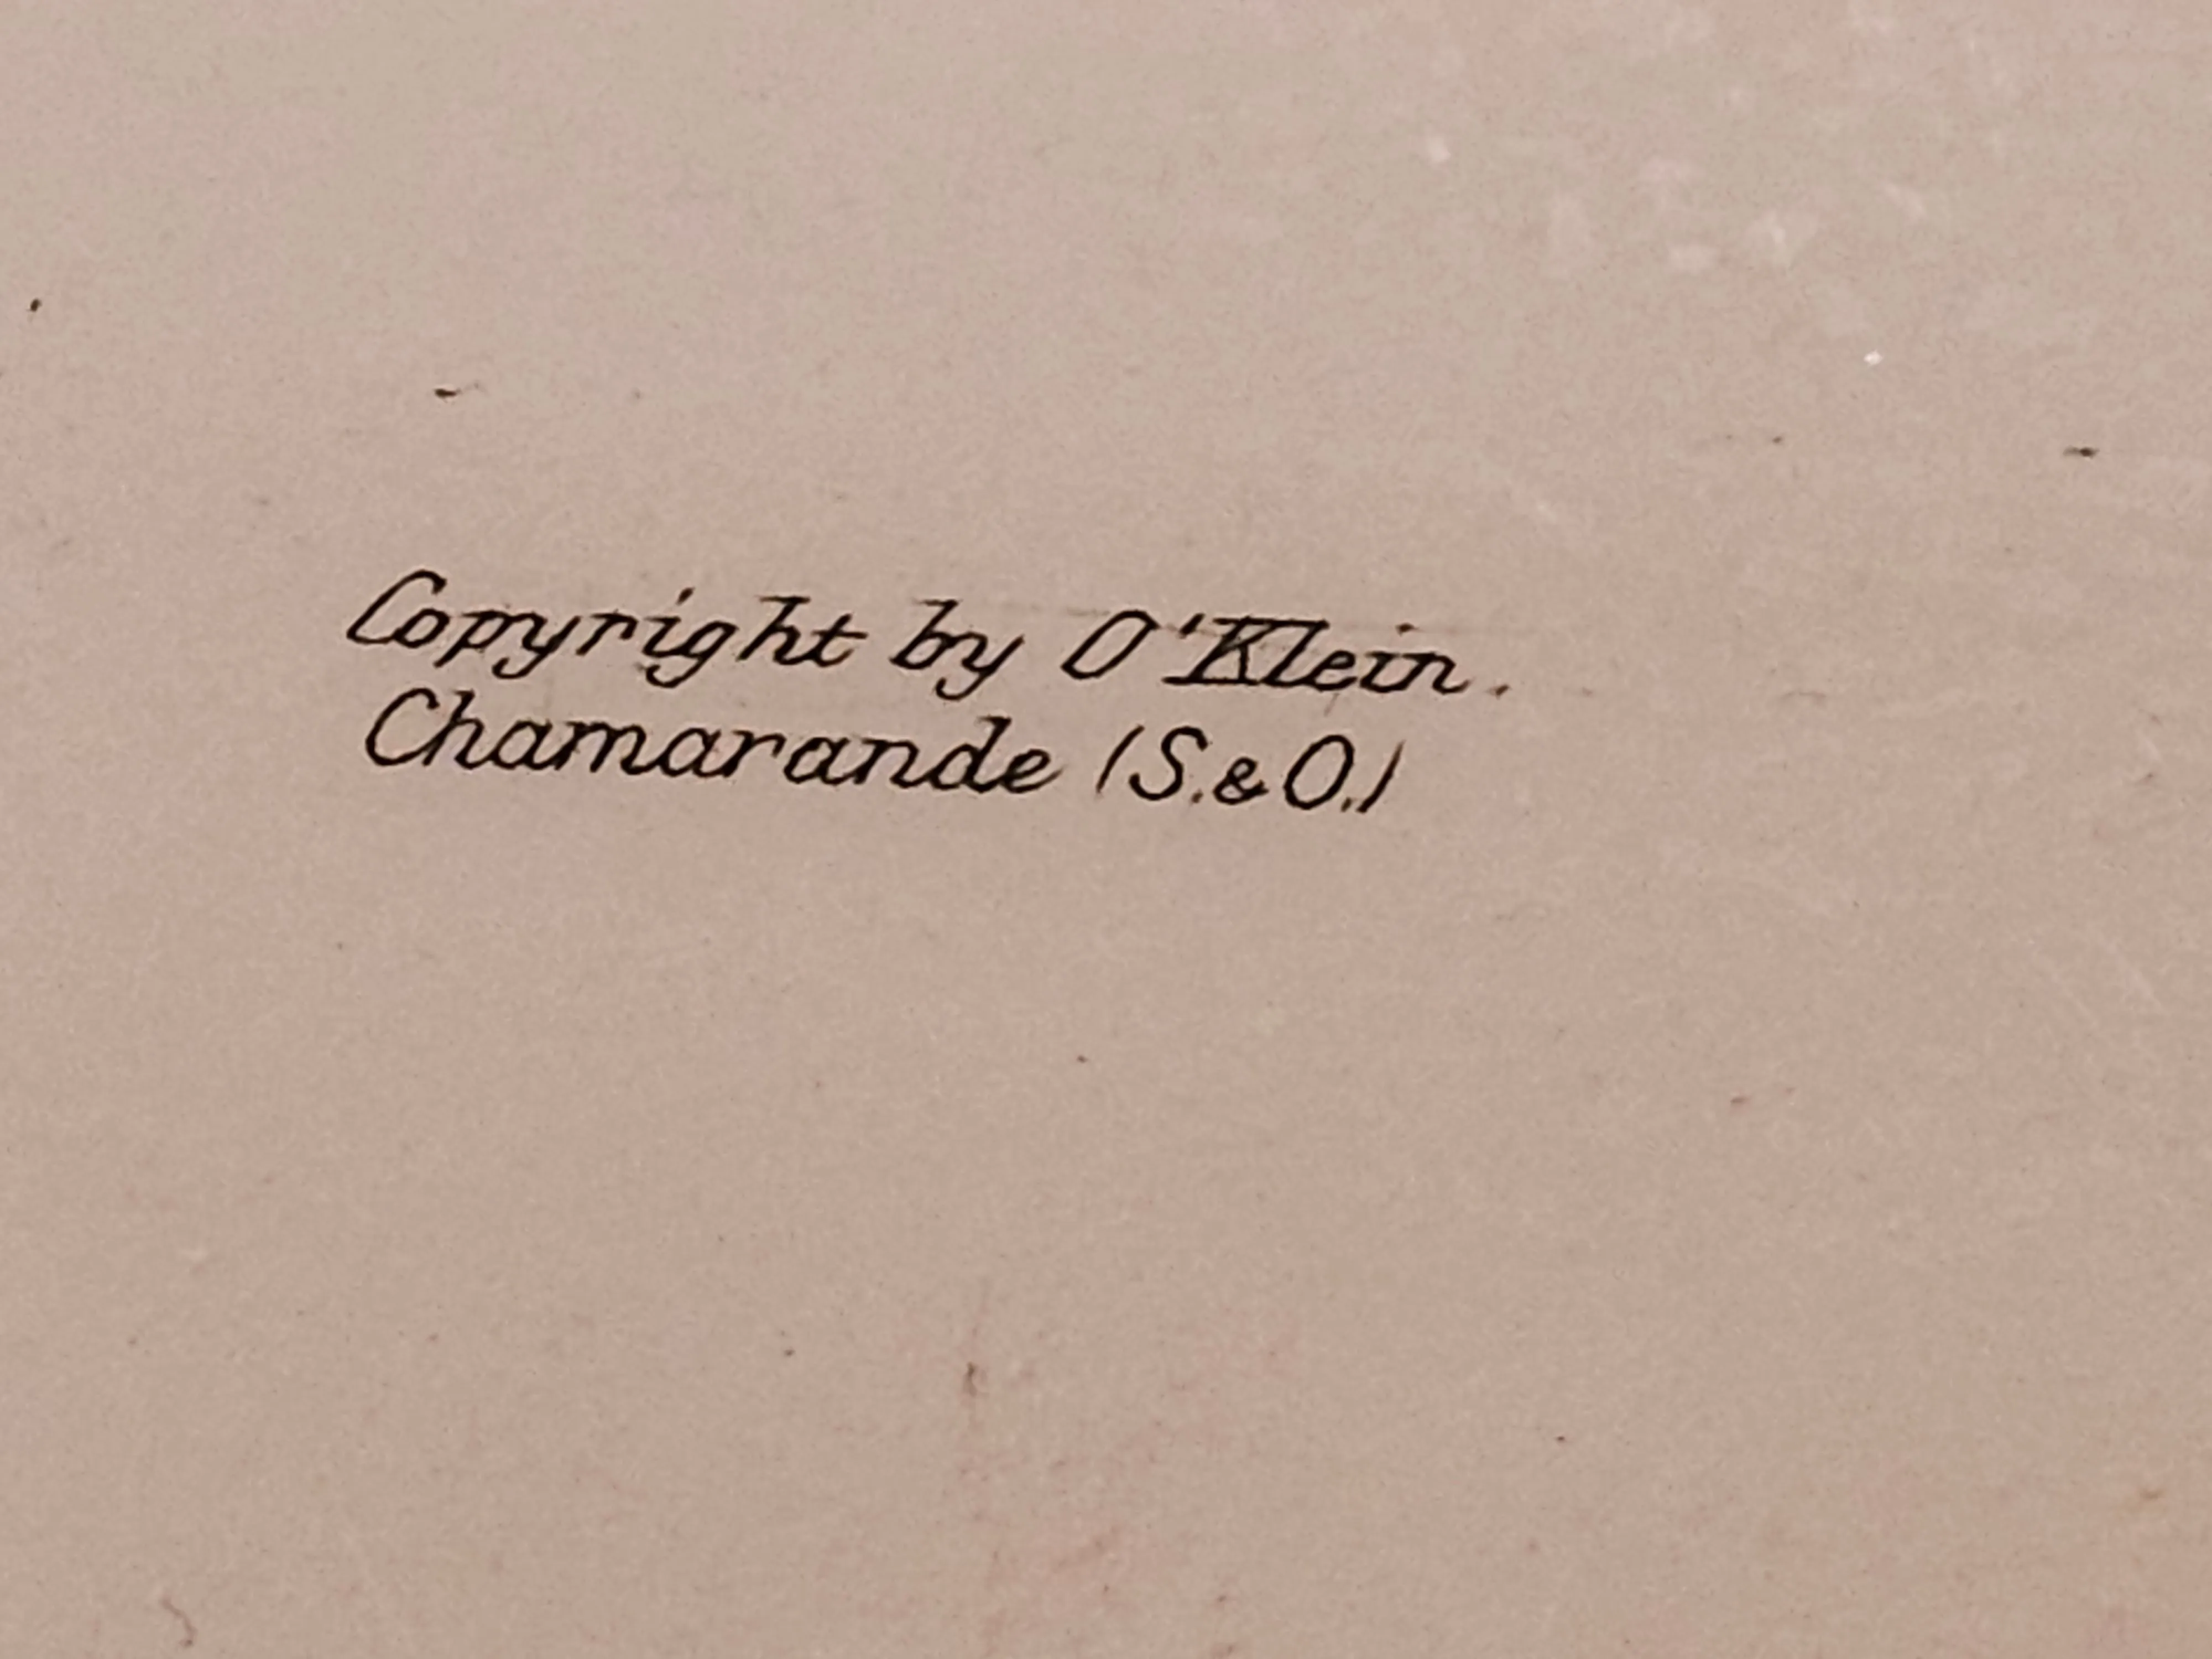 Copyright by O'Klein.
Chamarande (S.&O.)